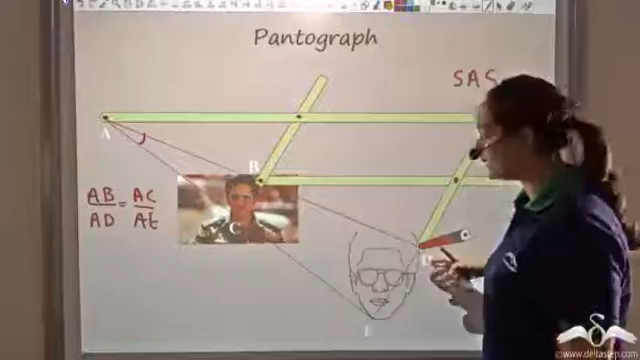 Pantograph
SAS
A
B
AB = AC
AD AE
C
D
E
©www.deltastep.com